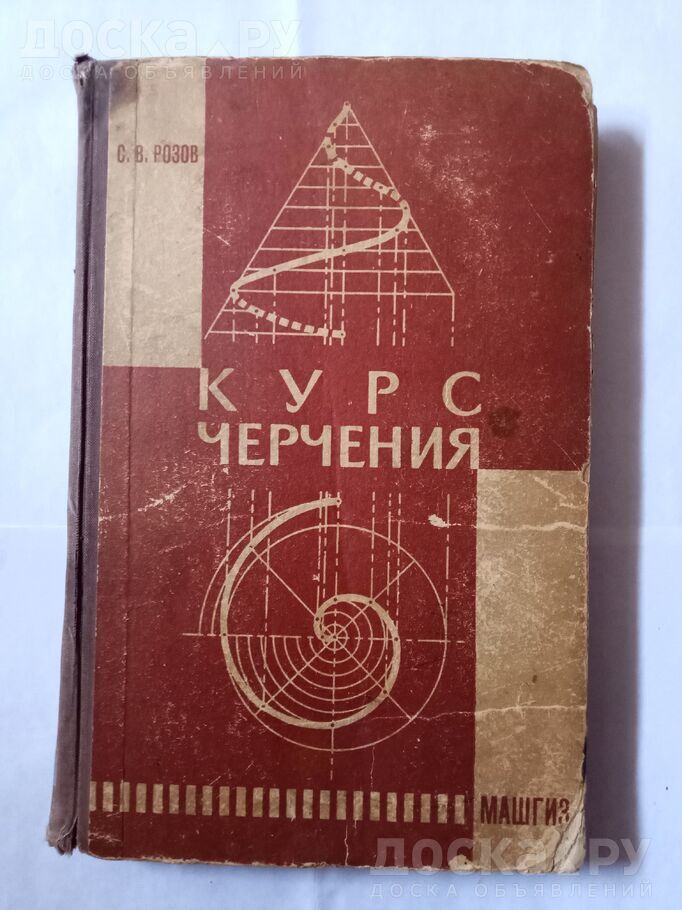 ДОСКА.РУ
ДОСКА ОБЪЯВЛЕНИЙ
С. В. РОЗОВ
КУРС
ЧЕРЧЕНИЯ
МАШГИЗ
ДОСКА.РУ
ДОСКА ОБЪЯВЛЕНИЙ